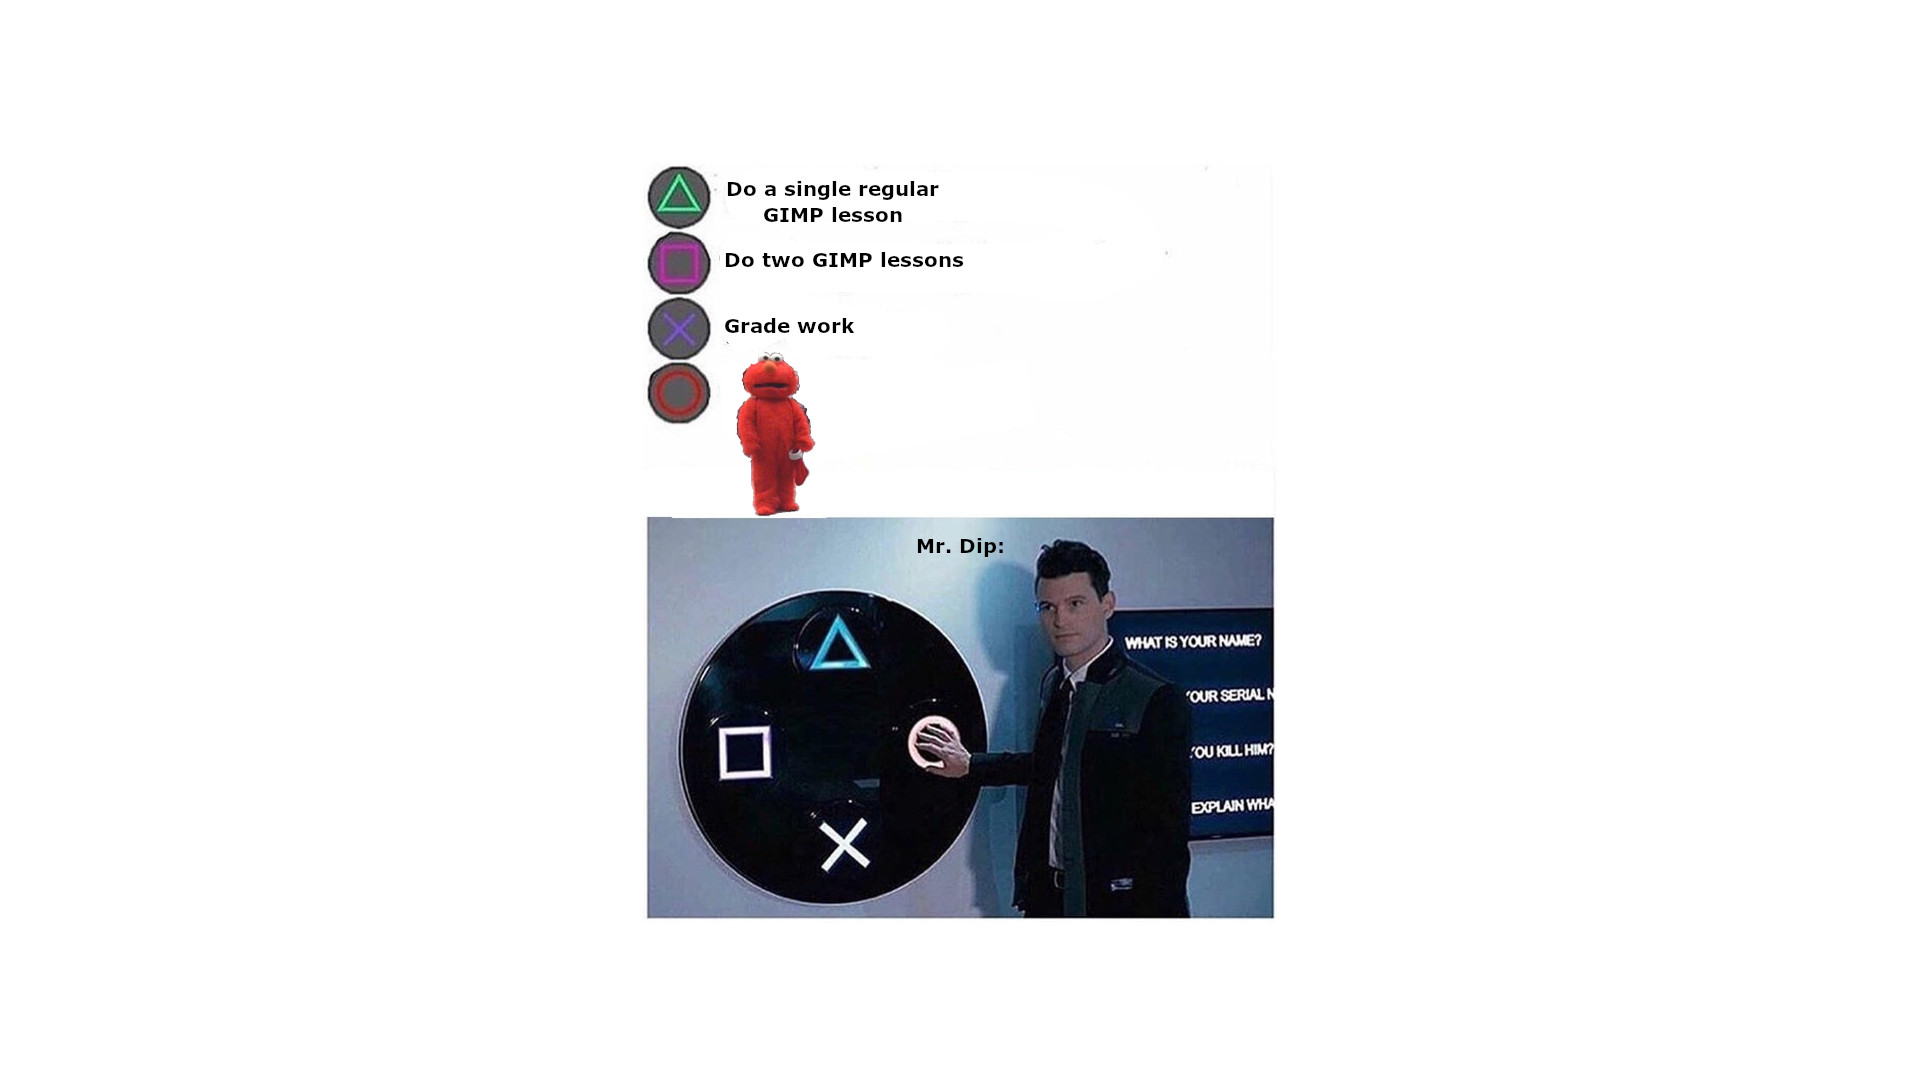 Do a single regular
GIMP lesson
Do two GIMP lessons
Grade work
Mr. Dip:
WHAT IS YOUR NAME?
OUR SERIAL N
OU KILL HIM?
EXPLAIN WHA